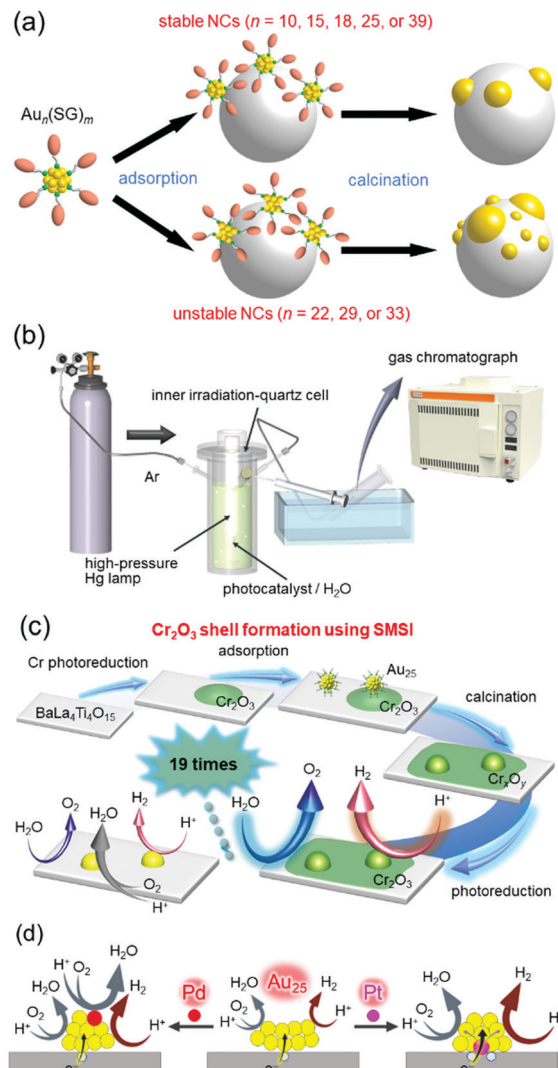 (a)
stable NCs (n = 10, 15, 18, 25, or 39)
Auₙ(SG)ₘ
adsorption
calcination
unstable NCs (n = 22, 29, or 33)
(b)
gas chromatograph
inner irradiation-quartz cell
Ar
high-pressure
Hg lamp
photocatalyst / H₂O
(c)
Cr₂O₃ shell formation using SMSI
Cr photoreduction
adsorption
Au₂₅
BaLa₄Ti₄O₁₅
Cr₂O₃
Cr₂O₃
calcination
19 times
CrₓOᵧ
O₂
H₂
H₂O
H⁺
O₂
H₂O
H₂
H₂O
H⁺
O₂
H⁺
Cr₂O₃
photoreduction
(d)
H₂O
H⁺
O₂
H₂O
H₂
O₂
H⁺
H⁺
Pd
Au₂₅
H₂O
H₂
O₂
H⁺
Pt
H₂O
H₂
O₂
H⁺